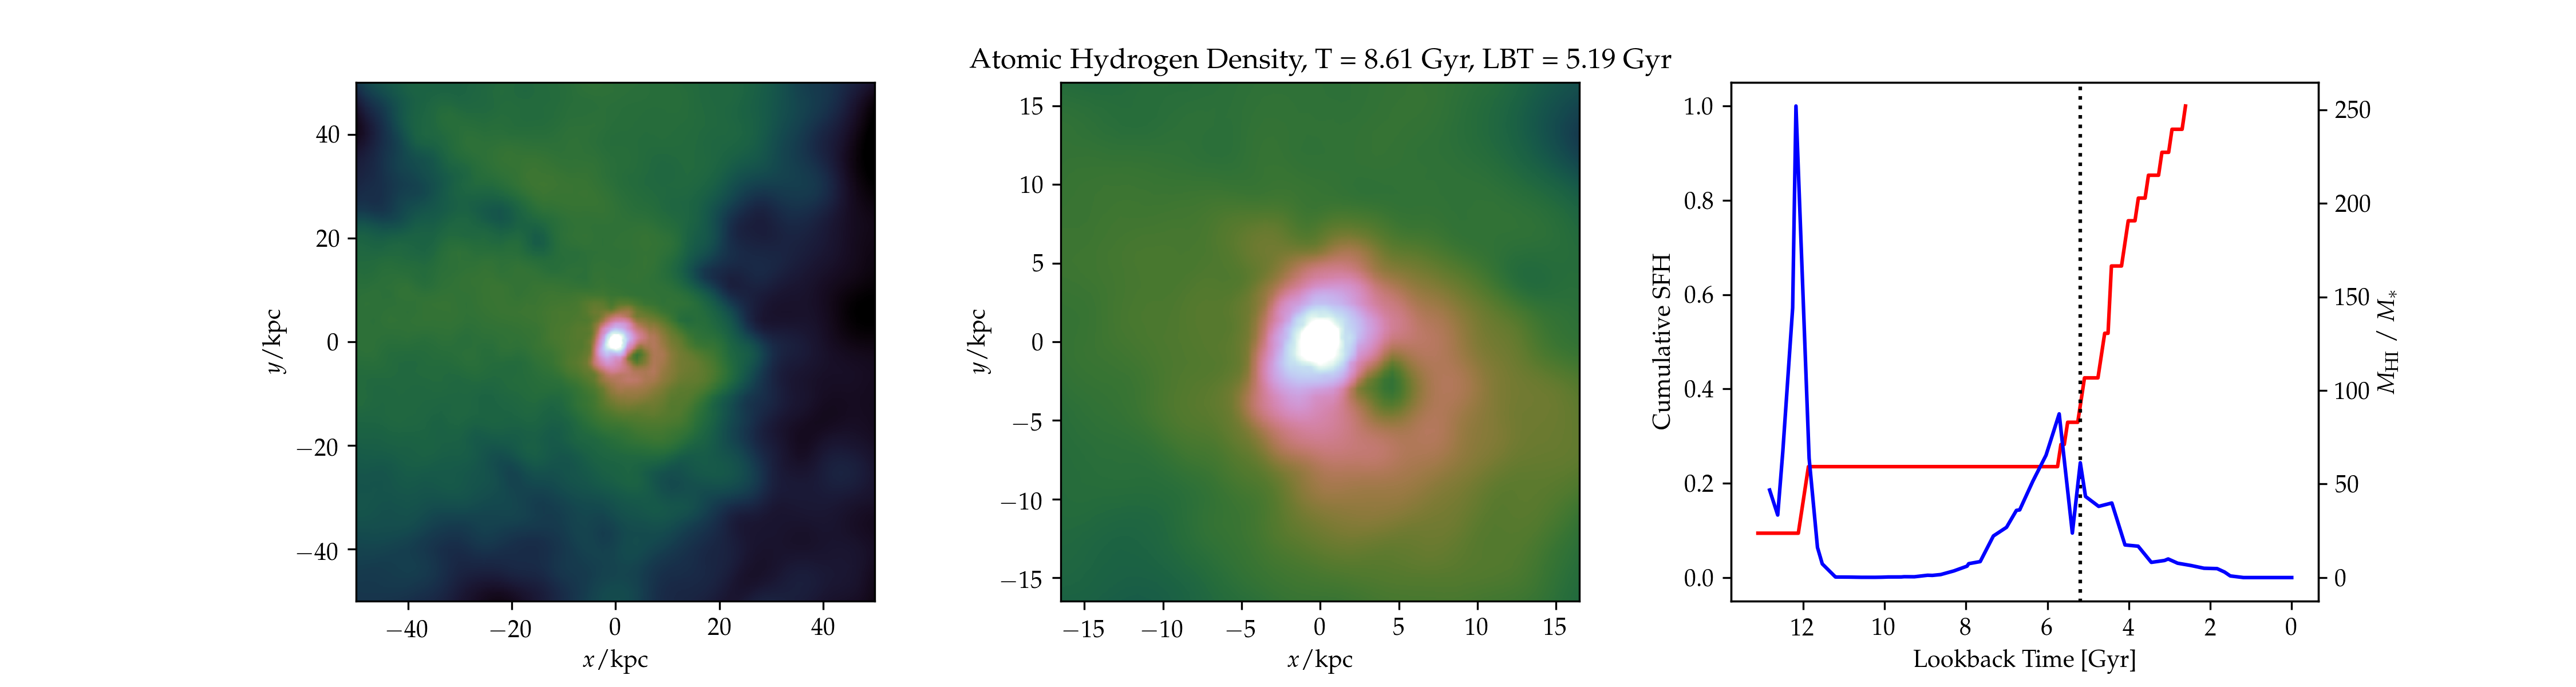 Atomic Hydrogen Density, T = 8.61 Gyr, LBT = 5.19 Gyr
y/kpc
40
20
0
−20
−40
−40 −20 0 20 40
x/kpc
y/kpc
15
10
5
0
−5
−10
−15
−15 −10 −5 0 5 10 15
x/kpc
Cumulative SFH
1.0
0.8
0.6
0.4
0.2
0.0
12 10 8 6 4 2 0
Lookback Time [Gyr]
250
200
150
100
50
0
M_HI / M_*